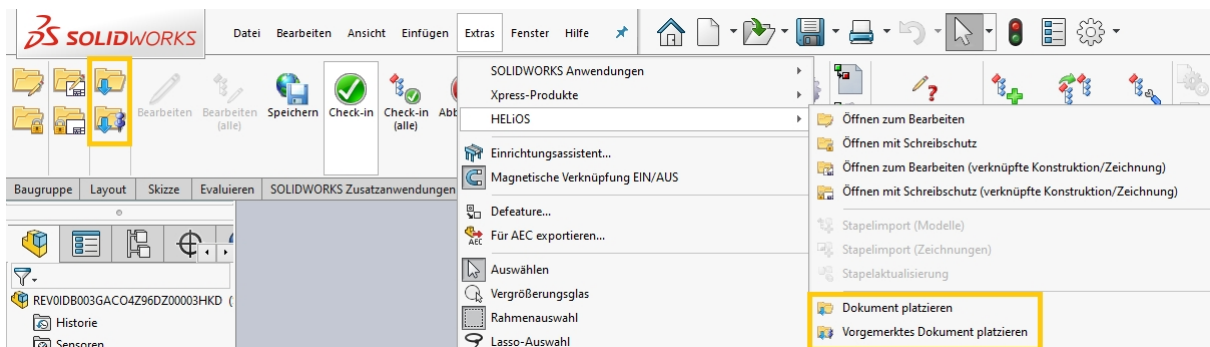 SOLIDWORKS
Datei Bearbeiten Ansicht Einfügen Extras Fenster Hilfe
Bearbeiten
Bearbeiten (alle)
Speichern
Check-in
Check-in (alle)
Abb
Baugruppe Layout Skizze Evaluieren SOLIDWORKS Zusatzanwendungen
REV0IDB003GACO4Z96DZ00003HKD (
Historie
Sensoren
SOLIDWORKS Anwendungen
Xpress-Produkte
HELiOS
Einrichtungsassistent...
Magnetische Verknüpfung EIN/AUS
Defeature...
AEC
Für AEC exportieren...
Auswählen
Vergrößerungsglas
Rahmenauswahl
Lasso-Auswahl
Öffnen zum Bearbeiten
Öffnen mit Schreibschutz
Öffnen zum Bearbeiten (verknüpfte Konstruktion/Zeichnung)
Öffnen mit Schreibschutz (verknüpfte Konstruktion/Zeichnung)
Stapelimport (Modelle)
Stapelimport (Zeichnungen)
Stapelaktualisierung
Dokument platzieren
Vorgemerktes Dokument platzieren